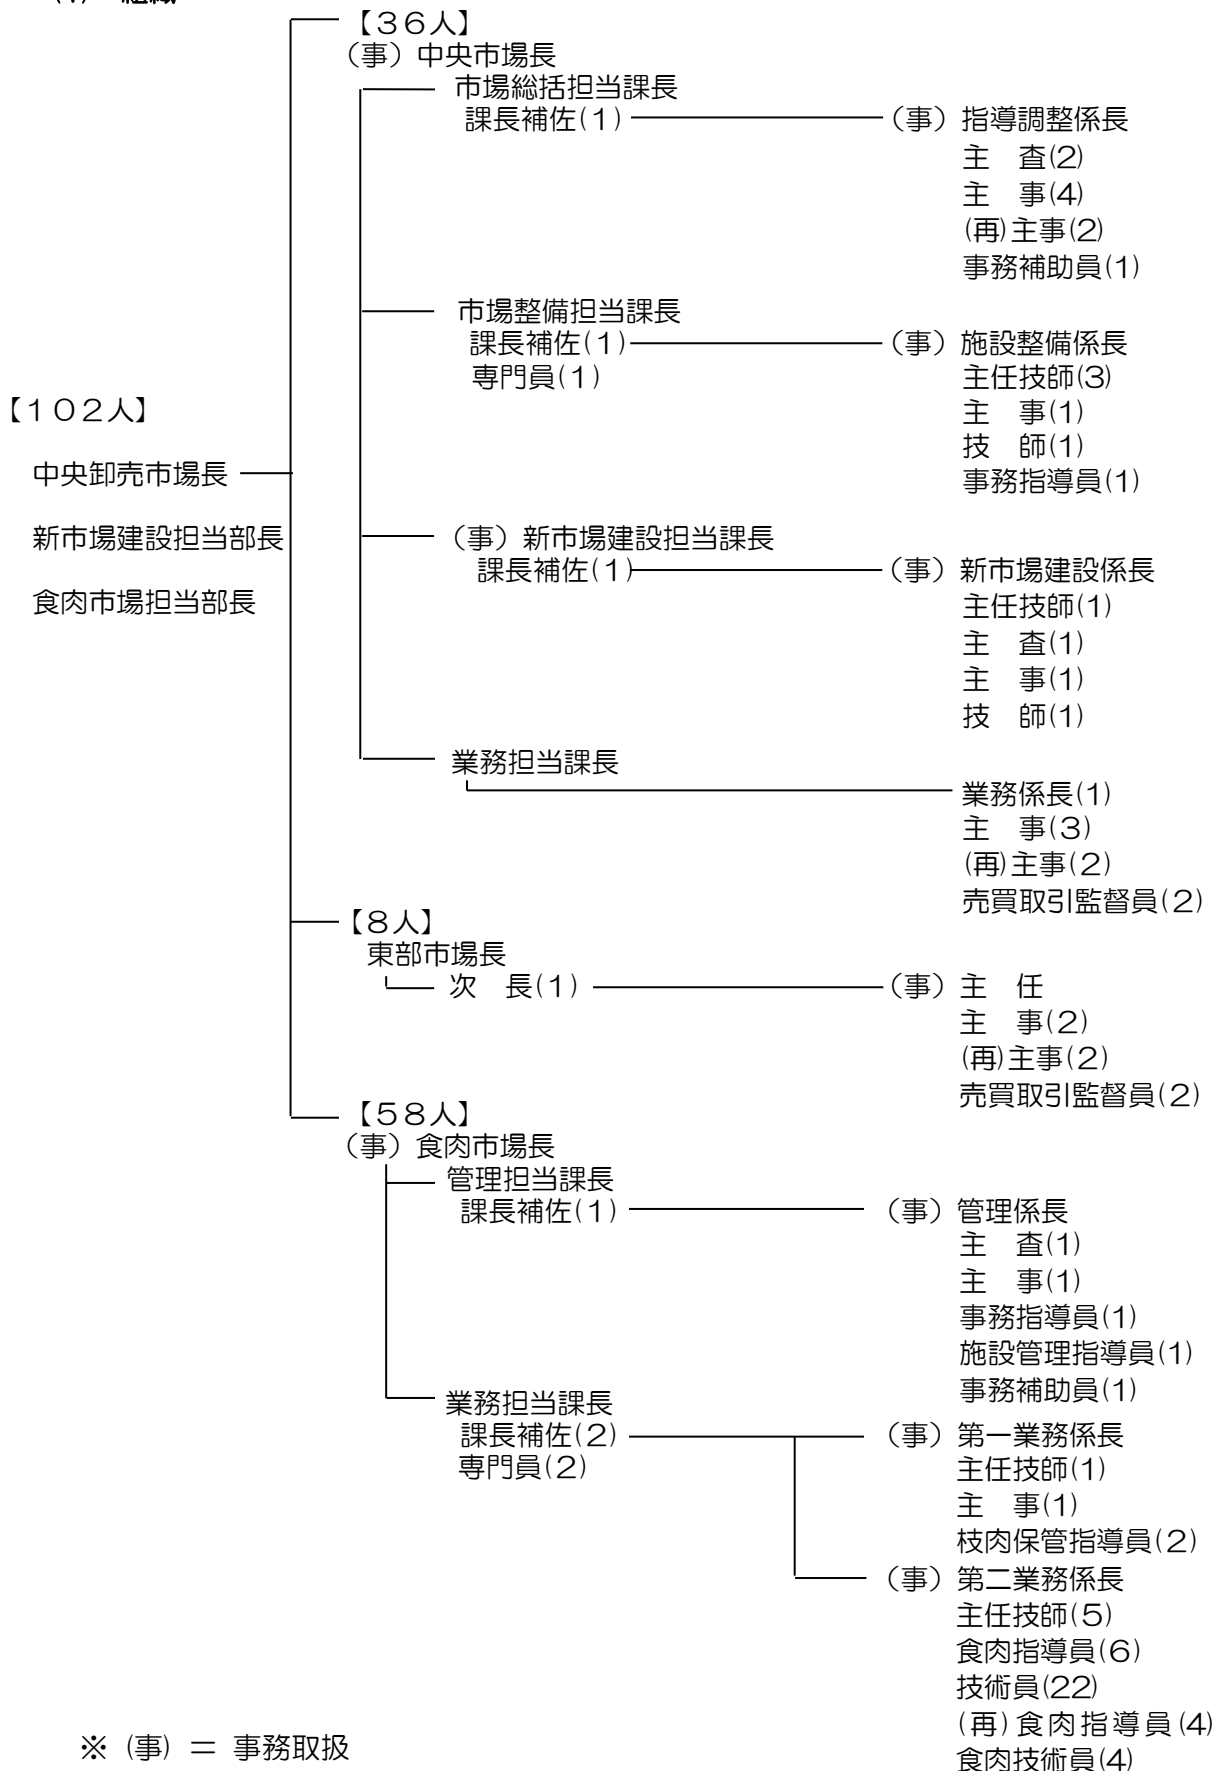 (1) 組織
【３６人】
（事）中央市場長
市場総括担当課長
課長補佐(１)
（事）指導調整係長
主　査(２)
主　事(４)
(再)主事(２)
事務補助員(１)
市場整備担当課長
課長補佐(１)
専門員(１)
（事）施設整備係長
主任技師(３)
主　事(１)
技　師(１)
事務指導員(１)
【１０２人】
中央卸売市場長
新市場建設担当部長
食肉市場担当部長
（事）新市場建設担当課長
課長補佐(１)
（事）新市場建設係長
主任技師(１)
主　査(１)
主　事(１)
技　師(１)
業務担当課長
業務係長(１)
主　事(３)
(再)主事(２)
売買取引監督員(２)
【８人】
東部市場長
次　長(１)
（事）主　任
主　事(２)
(再)主事(２)
売買取引監督員(２)
【５８人】
（事）食肉市場長
管理担当課長
課長補佐(１)
（事）管理係長
主　査(１)
主　事(１)
事務指導員(１)
施設管理指導員(１)
事務補助員(１)
業務担当課長
課長補佐(２)
専門員(２)
（事）第一業務係長
主任技師(１)
主　事(１)
枝肉保管指導員(２)
（事）第二業務係長
主任技師(５)
食肉指導員(６)
技術員(22)
(再)食肉指導員(４)
食肉技術員(４)
※ (事) ＝ 事務取扱